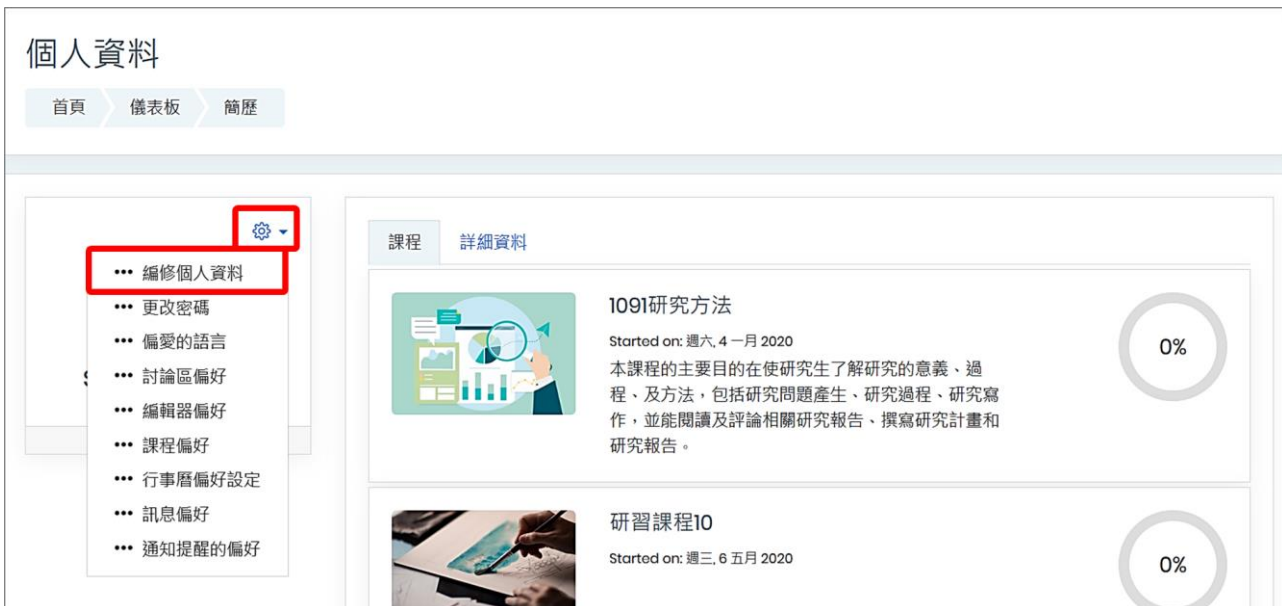 個人資料
首頁 儀表板 簡歷
••• 編修個人資料
••• 更改密碼
••• 偏愛的語言
••• 討論區偏好
••• 編輯器偏好
••• 課程偏好
••• 行事曆偏好設定
••• 訊息偏好
••• 通知提醒的偏好
課程 詳細資料
1091研究方法
Started on: 週六, 4 一月 2020
本課程的主要目的在使研究生了解研究的意義、過
程、及方法，包括研究問題產生、研究過程、研究寫
作，並能閱讀及評論相關研究報告、撰寫研究計畫和
研究報告。
0%
研習課程10
Started on: 週三, 6 五月 2020
0%